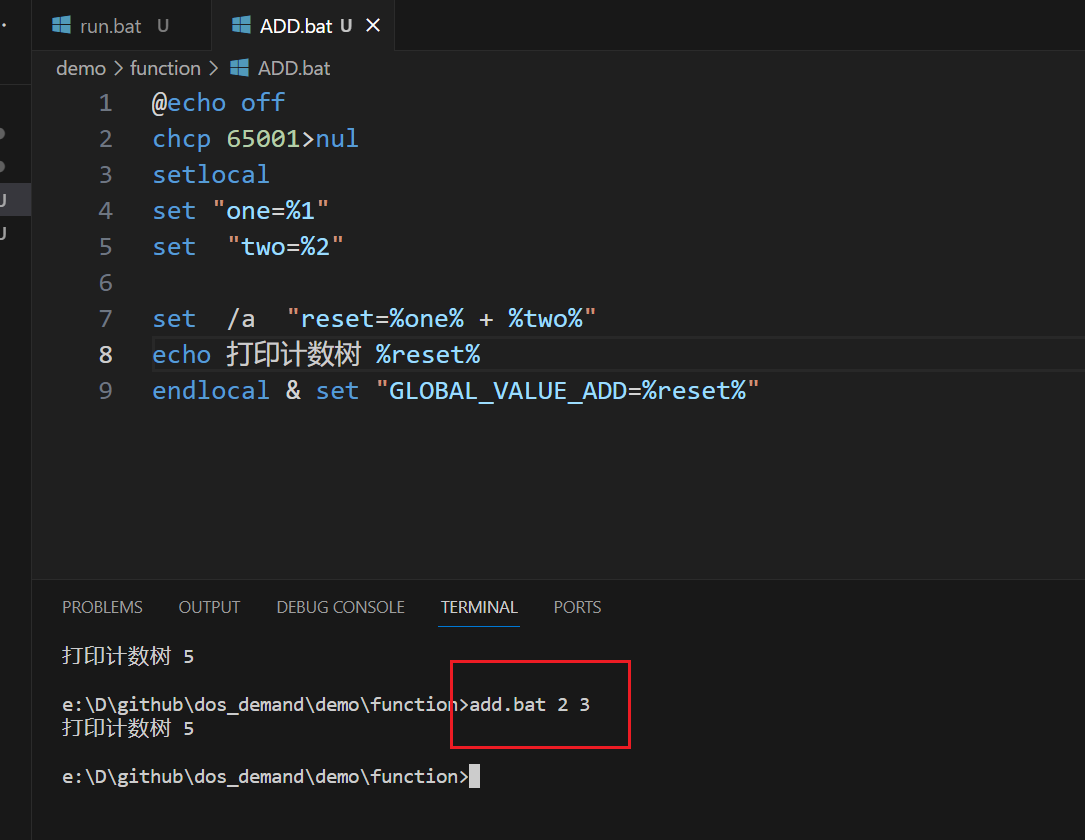 run.bat U ADD.bat U ×
demo > function > ADD.bat
1 @echo off
2 chcp 65001>nul
3 setlocal
4 set "one=%1"
5 set  "two=%2"
6
7 set  /a  "reset=%one% + %two%"
8 echo 打印计数树 %reset%
9 endlocal & set "GLOBAL_VALUE_ADD=%reset%"
PROBLEMS OUTPUT DEBUG CONSOLE TERMINAL PORTS
打印计数树 5
e:\D\github\dos_demand\demo\function>add.bat 2 3
打印计数树 5
e:\D\github\dos_demand\demo\function>